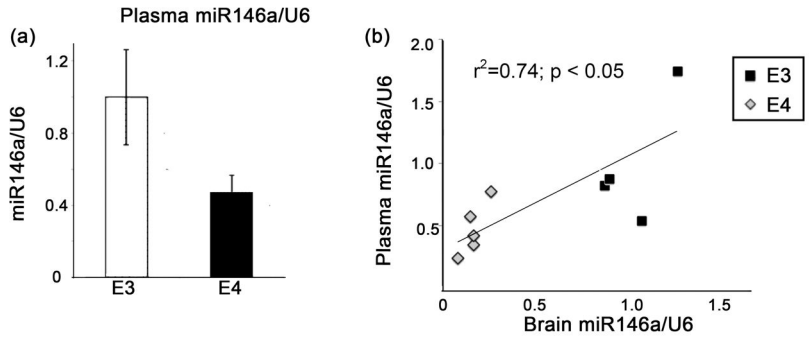 Plasma miR146a/U6
(a)
miR146a/U6
1.2
0.8
0.4
0
E3 E4
(b)
Plasma miR146a/U6
2.0
1.5
1.0
0.5
r²=0.74; p < 0.05
E3
E4
0 0.5 1.0 1.5
Brain miR146a/U6